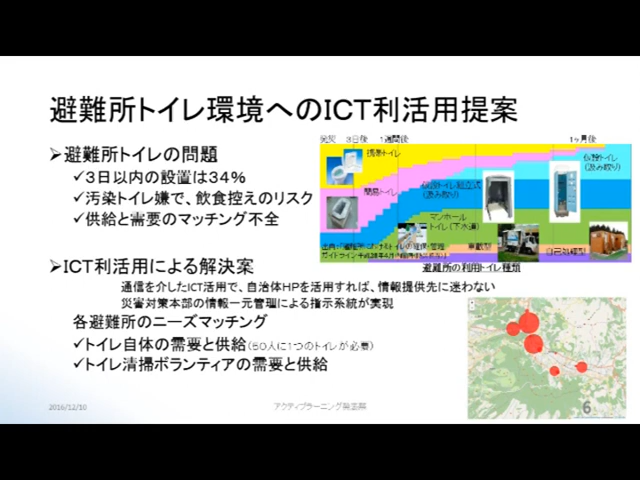 避難所トイレ環境へのICT利活用提案
➢避難所トイレの問題
✓3日以内の設置は34%
✓汚染トイレ嫌で、飲食控えのリスク
✓供給と需要のマッチング不全
➢ICT利活用による解決案
通信を介したICT活用で、自治体HPを活用すれば、情報提供先に迷わない
災害対策本部の情報一元管理による指示系統が実現
各避難所のニーズマッチング
✓トイレ自体の需要と供給(50人に1つのトイレが必要)
✓トイレ清掃ボランティアの需要と供給
発災 3日後 1週間後 1ヶ月後
携帯トイレ
簡易トイレ
仮設トイレ組立式
(汲み取り)
仮設トイレ
(汲み取り)
マンホール
トイレ(下水道)
車載型
自己処理型
避難所の利用トイレ種類
2016/12/10
アクティブラーニング発表
6